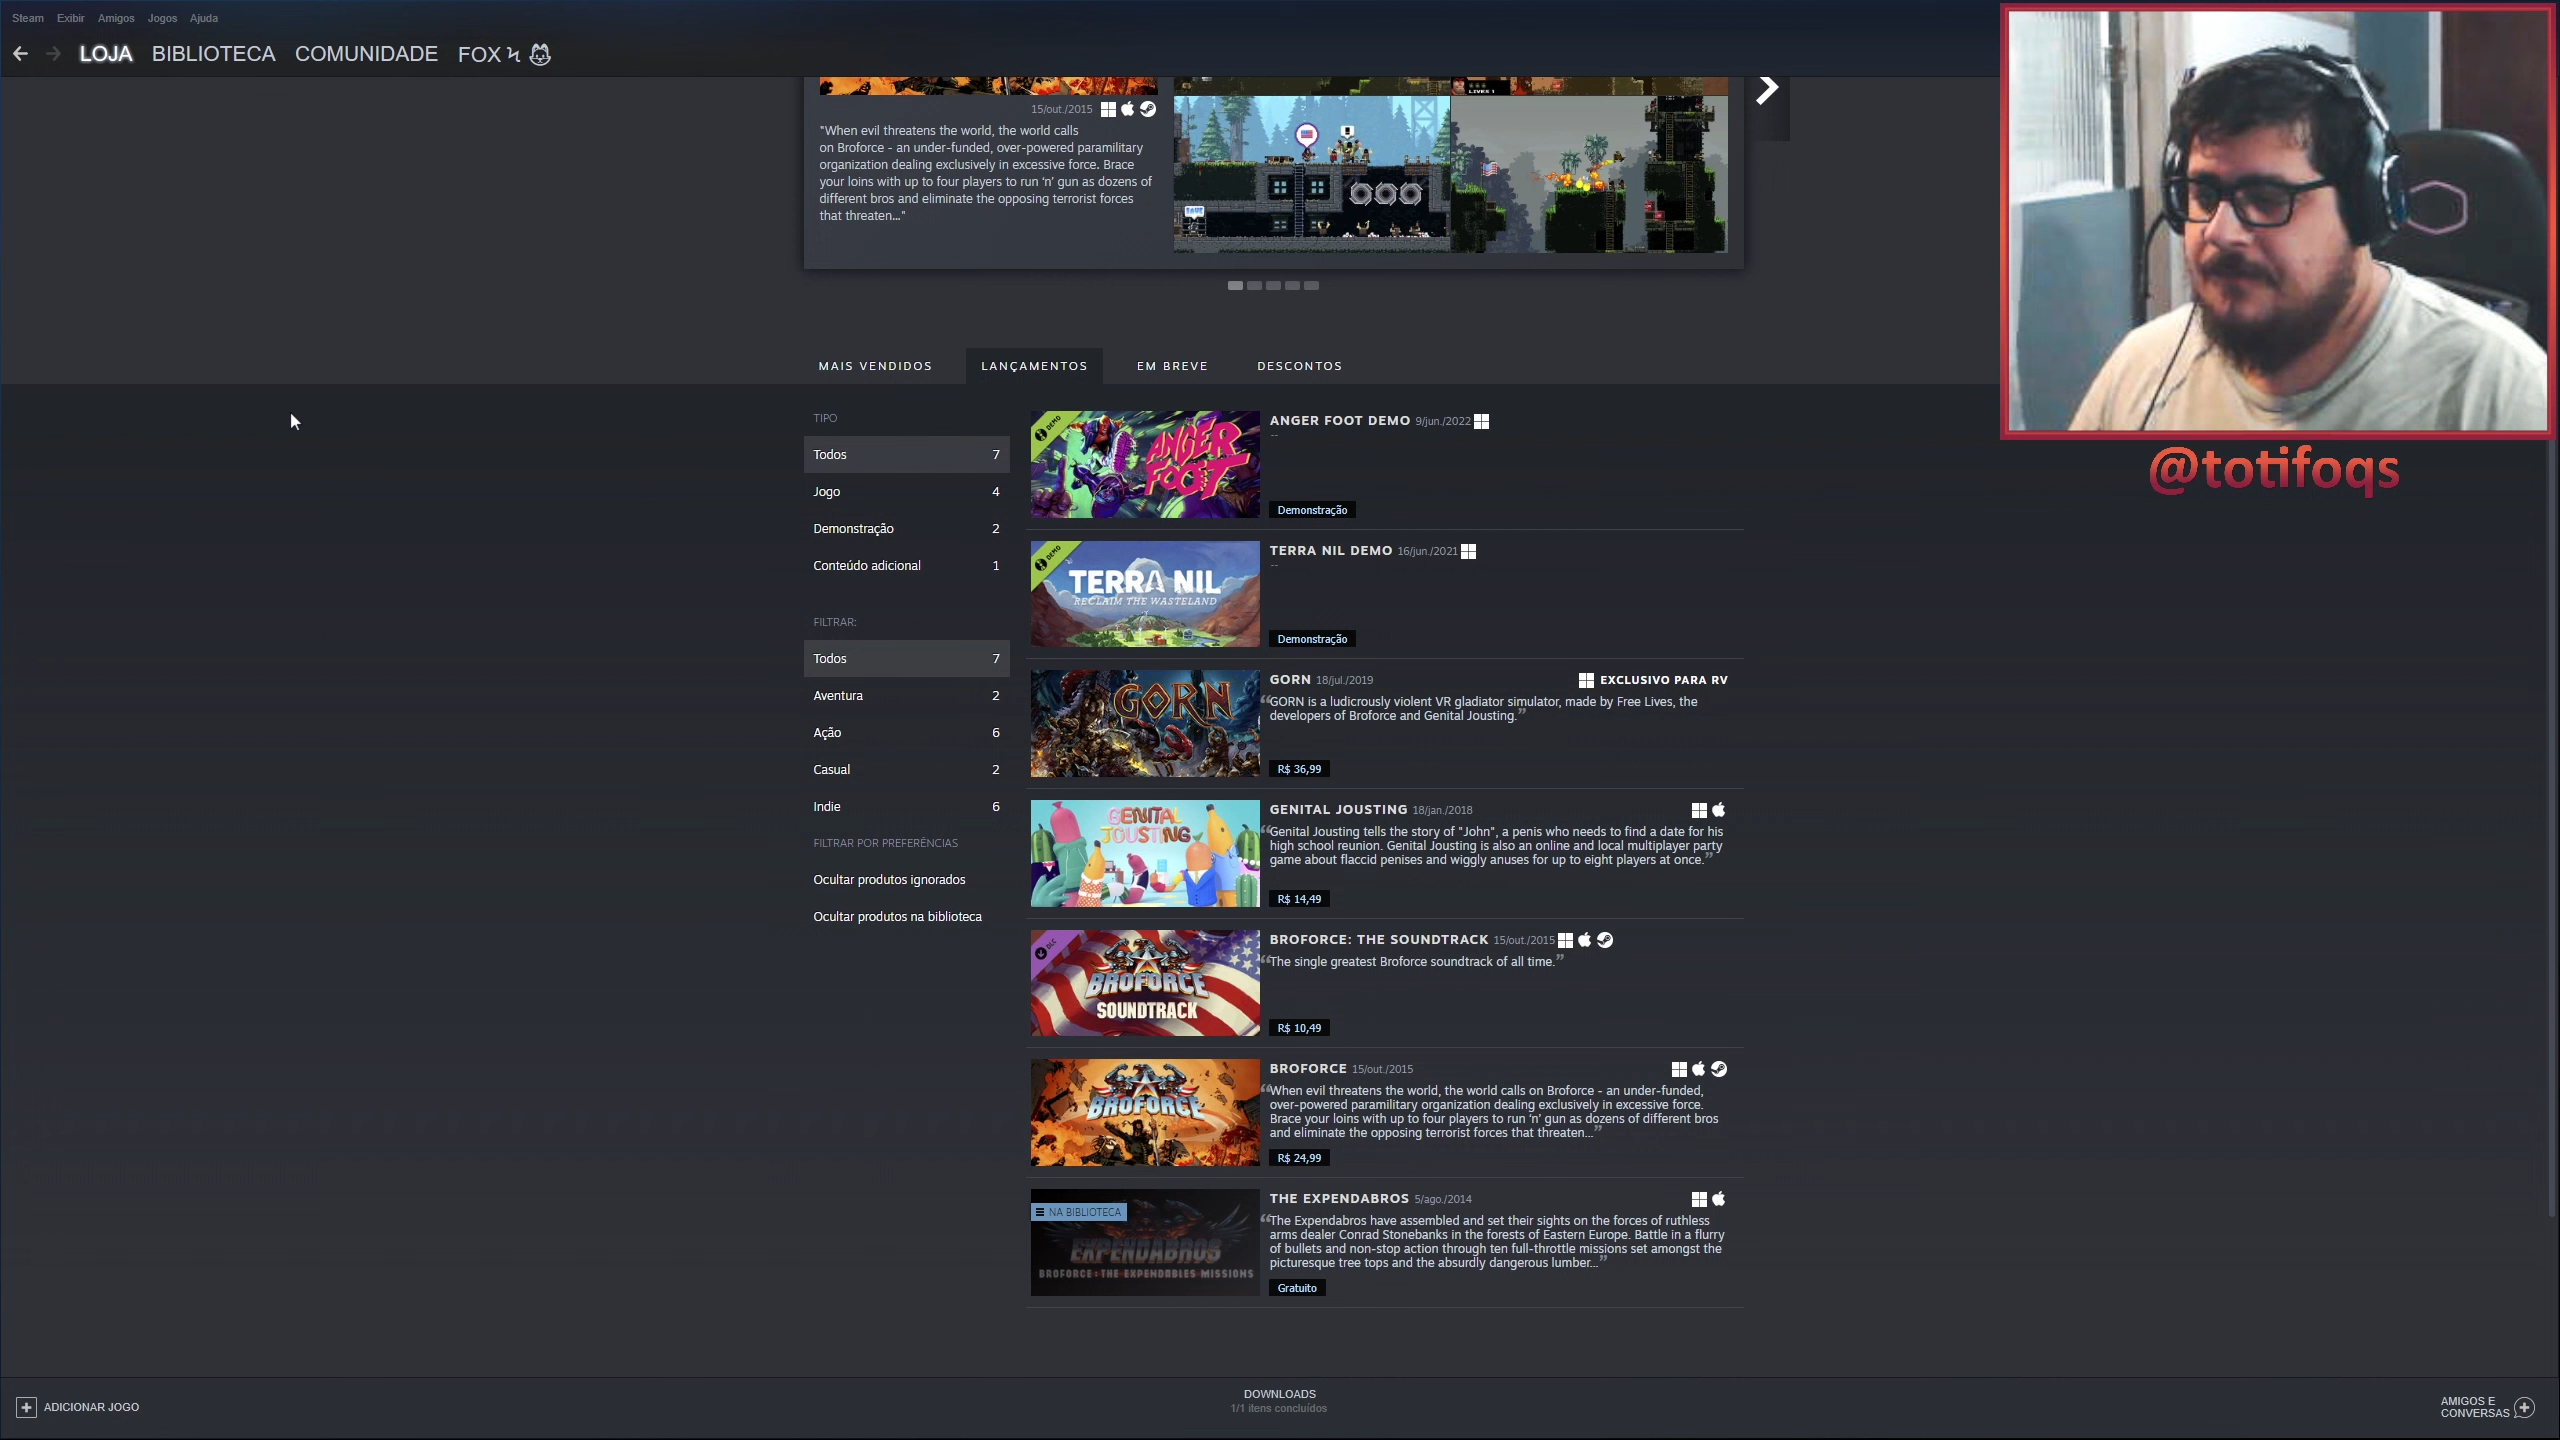 Steam Exibir Amigos Jogos Ajuda
LOJA BIBLIOTECA COMUNIDADE FOX
15/out./2015
"When evil threatens the world, the world calls
on Broforce - an under-funded, over-powered paramilitary
organization dealing exclusively in excessive force. Brace
your loins with up to four players to run 'n' gun as dozens of
different bros and eliminate the opposing terrorist forces
that threaten..."
LIVES 1
MAIS VENDIDOS LANÇAMENTOS EM BREVE DESCONTOS
@totifoqs
TIPO
Todos 7
Jogo 4
Demonstração 2
Conteúdo adicional 1
FILTRAR:
Todos 7
Aventura 2
Ação 6
Casual 2
Indie 6
FILTRAR POR PREFERÊNCIAS
Ocultar produtos ignorados
Ocultar produtos na biblioteca
DEMO
ANGER FOOT
ANGER FOOT DEMO 9/jun./2022
--
Demonstração
DEMO
TERRA NIL
RECLAIM THE WASTELAND
TERRA NIL DEMO 16/jun./2021
--
Demonstração
GORN
GORN 18/jul./2019 EXCLUSIVO PARA RV
“GORN is a ludicrously violent VR gladiator simulator, made by Free Lives, the
developers of Broforce and Genital Jousting.”
R$ 36,99
GENITAL
JOUSTING
GENITAL JOUSTING 18/jan./2018
“Genital Jousting tells the story of "John", a penis who needs to find a date for his
high school reunion. Genital Jousting is also an online and local multiplayer party
game about flaccid penises and wiggly anuses for up to eight players at once.”
R$ 14,49
DLC
BROFORCE
SOUNDTRACK
BROFORCE: THE SOUNDTRACK 15/out./2015
“The single greatest Broforce soundtrack of all time.”
R$ 10,49
BROFORCE
BROFORCE 15/out./2015
“When evil threatens the world, the world calls on Broforce - an under-funded,
over-powered paramilitary organization dealing exclusively in excessive force.
Brace your loins with up to four players to run 'n' gun as dozens of different bros
and eliminate the opposing terrorist forces that threaten...”
R$ 24,99
NA BIBLIOTECA
EXPENDABROS
BROFORCE:THE EXPENDABLES MISSIONS
THE EXPENDABROS 5/ago./2014
“The Expendabros have assembled and set their sights on the forces of ruthless
arms dealer Conrad Stonebanks in the forests of Eastern Europe. Battle in a flurry
of bullets and non-stop action through ten full-throttle missions set amongst the
picturesque tree tops and the absurdly dangerous lumber...”
Gratuito
ADICIONAR JOGO
DOWNLOADS
1/1 itens concluídos
AMIGOS E
CONVERSAS